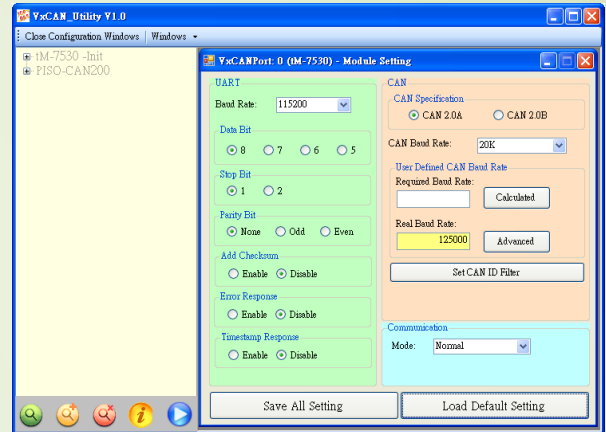 VxCAN_Utility V1.0
Close Configuration Windows Windows
tM-7530 -Init
PISO-CAN200
VxCANPort: 0 (tM-7530) - Module Setting
UART
Baud Rate: 115200
Data Bit
8 7 6 5
Stop Bit
1 2
Parity Bit
None Odd Even
Add Checksum
Enable Disable
Error Response
Enable Disable
Timestamp Response
Enable Disable
CAN
CAN Specification
CAN 2.0A CAN 2.0B
CAN Baud Rate: 20K
User Defined CAN Baud Rate
Required Baud Rate:
Calculated
Real Baud Rate:
125000 Advanced
Set CAN ID Filter
Communication
Mode: Normal
Save All Setting Load Default Setting